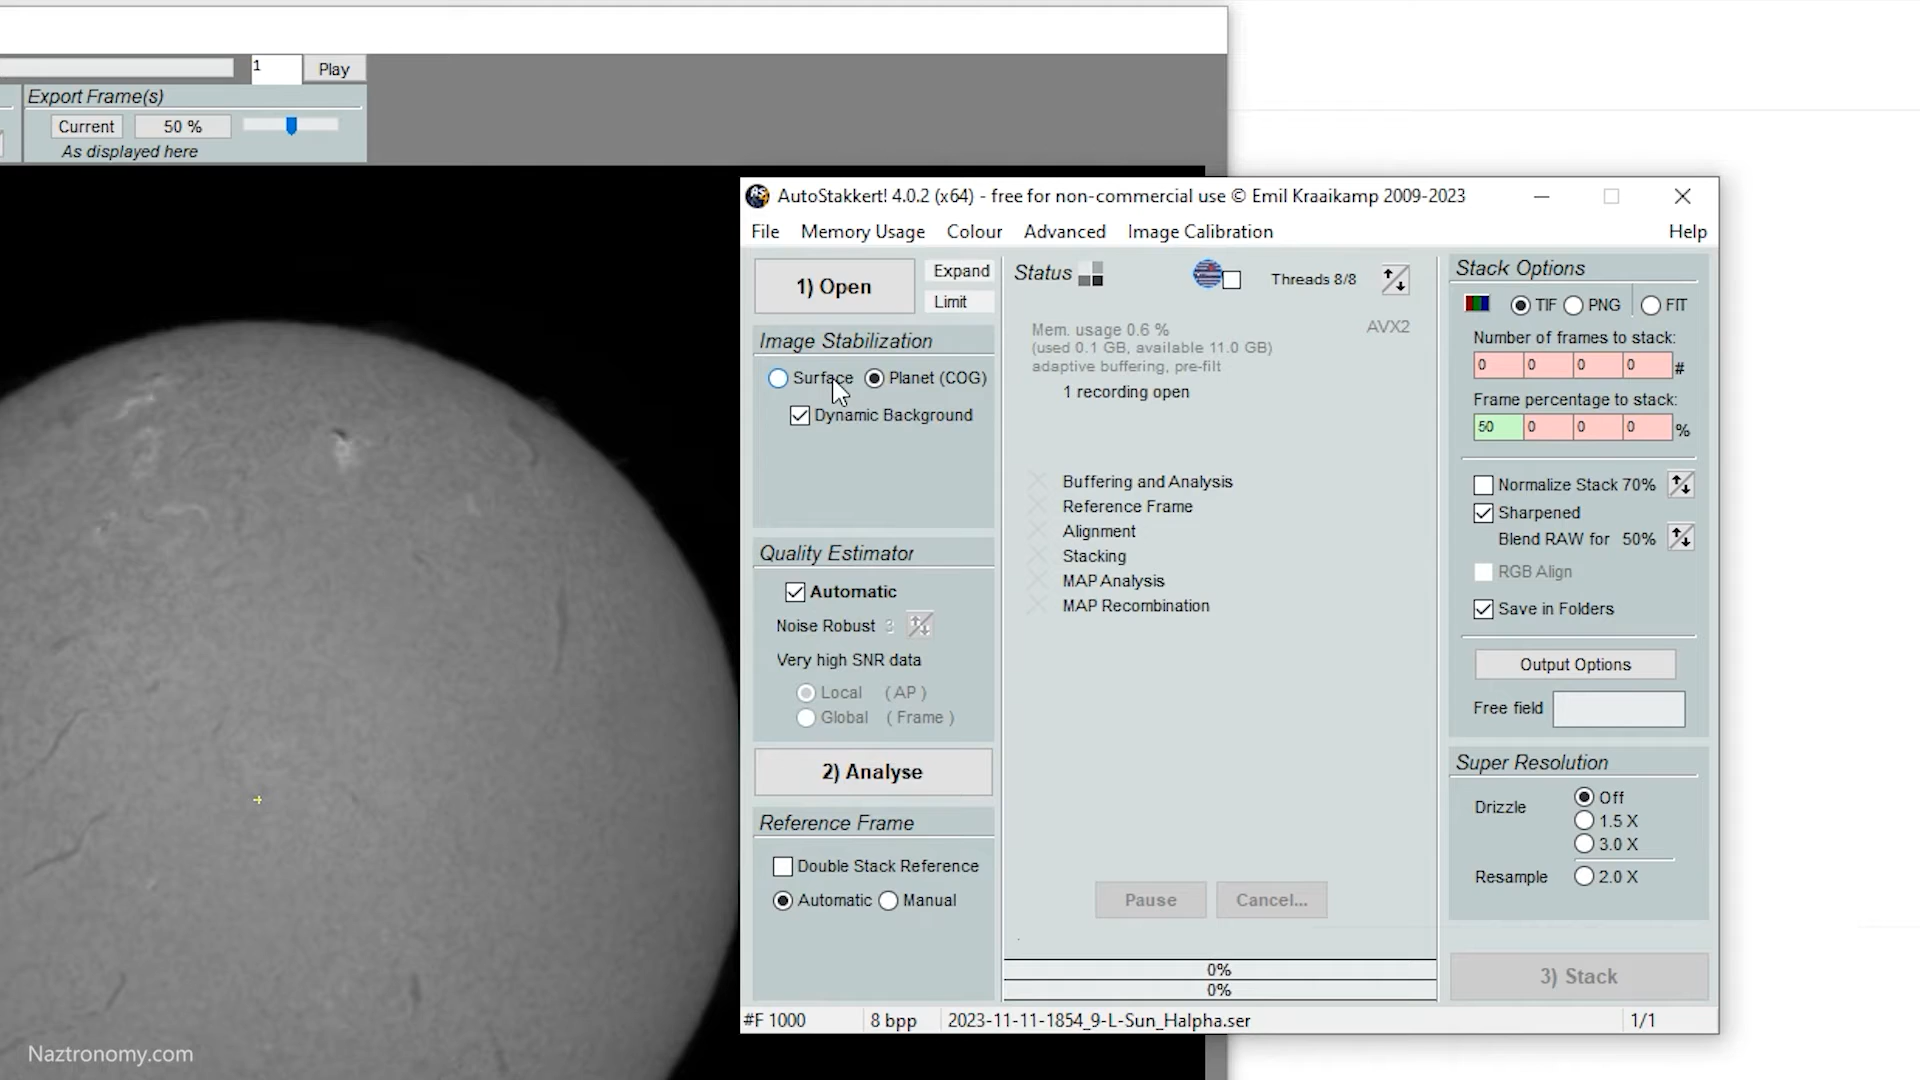 1
Play
Export Frame(s)
Current
50 %
As displayed here
AutoStakkert! 4.0.2 (x64) - free for non-commercial use © Emil Kraaikamp 2009-2023
File
Memory Usage
Colour
Advanced
Image Calibration
Help
1) Open
Expand
Limit
Image Stabilization
Surface
Planet (COG)
Dynamic Background
Quality Estimator
Automatic
Noise Robust 3
Very high SNR data
Local (AP)
Global (Frame)
2) Analyse
Reference Frame
Double Stack Reference
Automatic
Manual
Status
Threads 8/8
Mem. usage 0.6 %
(used 0.1 GB, available 11.0 GB)
adaptive buffering, pre-filt
AVX2
1 recording open
Buffering and Analysis
Reference Frame
Alignment
Stacking
MAP Analysis
MAP Recombination
Pause
Cancel...
0%
0%
Stack Options
TIF
PNG
FIT
Number of frames to stack:
0 0 0 0 #
Frame percentage to stack:
50 0 0 0 %
Normalize Stack 70%
Sharpened
Blend RAW for 50%
RGB Align
Save in Folders
Output Options
Free field
Super Resolution
Drizzle
Off
1.5 X
3.0 X
Resample
2.0 X
3) Stack
#F 1000
8 bpp
2023-11-11-1854_9-L-Sun_Halpha.ser
1/1
Naztronomy.com